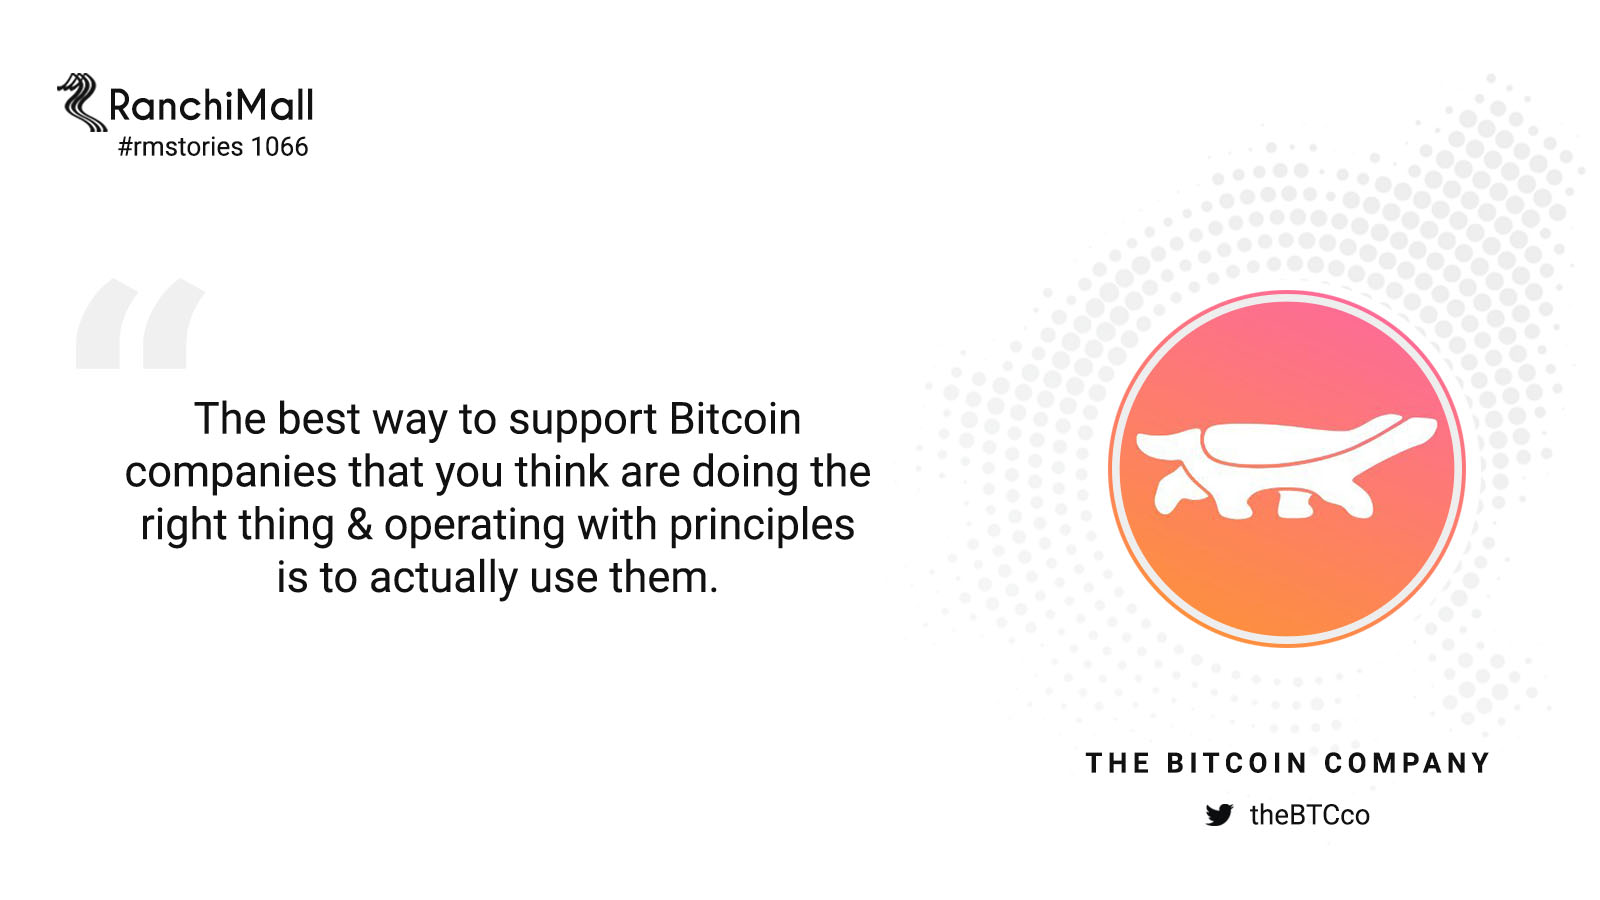 RanchiMall
#rmstories 1066
“
The best way to support Bitcoin
companies that you think are doing the
right thing & operating with principles
is to actually use them.
THE BITCOIN COMPANY
theBTCco